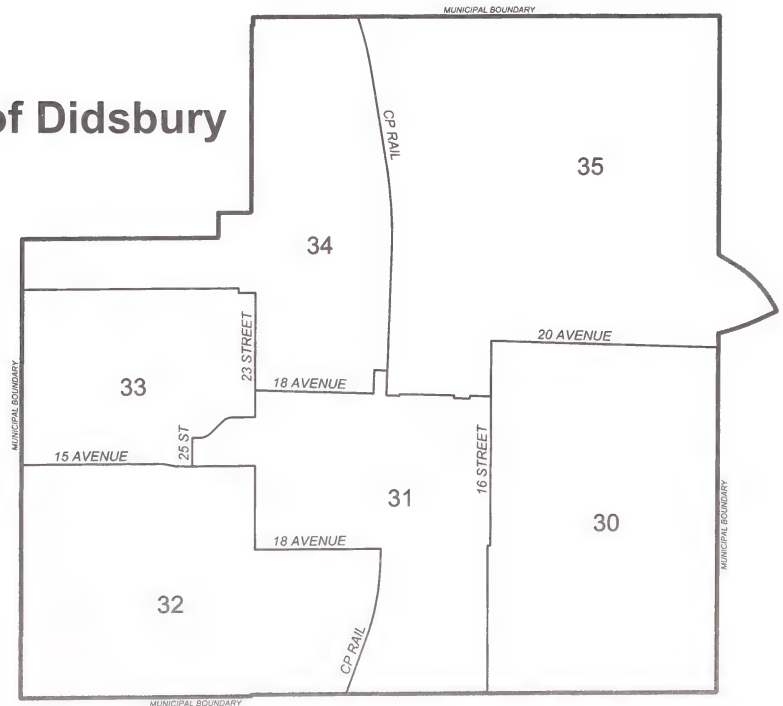 MUNICIPAL BOUNDARY
of Didsbury
CP RAIL
35
34
20 AVENUE
23 STREET
18 AVENUE
MUNICIPAL BOUNDARY
33
25 ST
15 AVENUE
16 STREET
31
30
MUNICIPAL BOUNDARY
18 AVENUE
32
CP RAIL
MUNICIPAL BOUNDARY